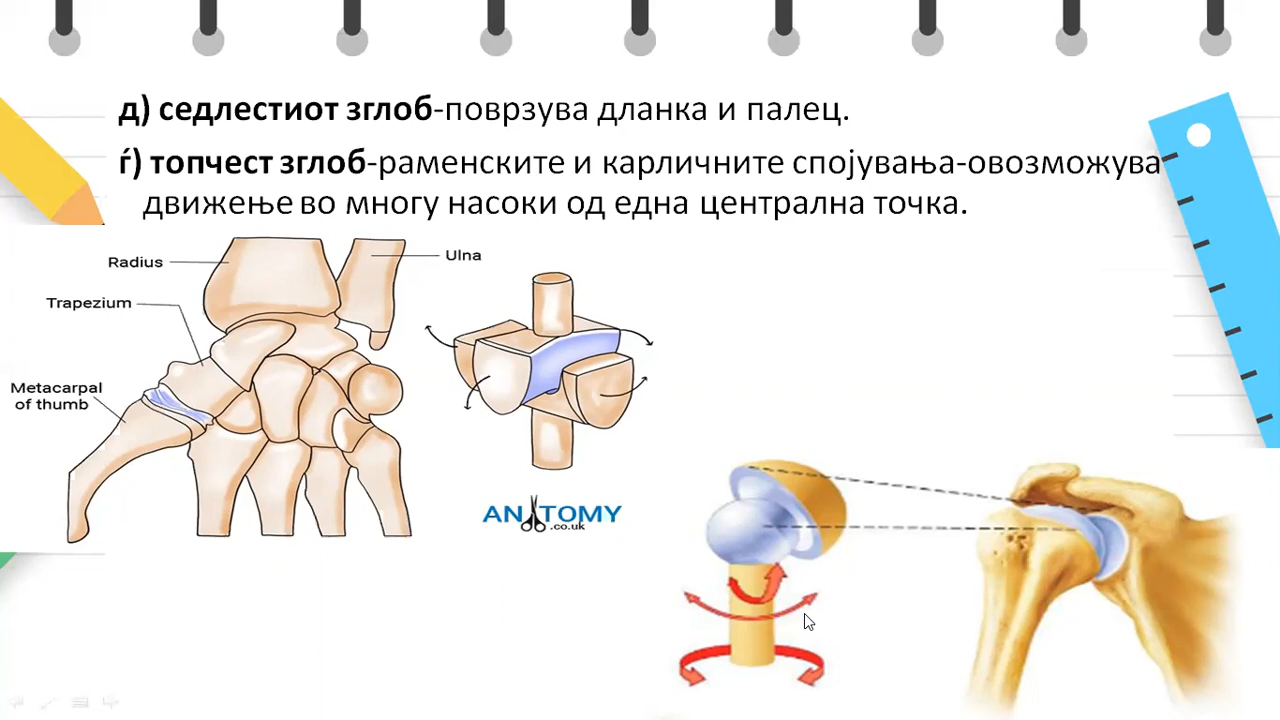 д) седлестиот зглоб-поврзува дланка и палец.
ѓ) топчест зглоб-раменските и карличните спојувања-овозможува
движење во многу насоки од една централна точка.
Radius
Ulna
Trapezium
Metacarpal
of thumb
ANATOMY
.co.uk